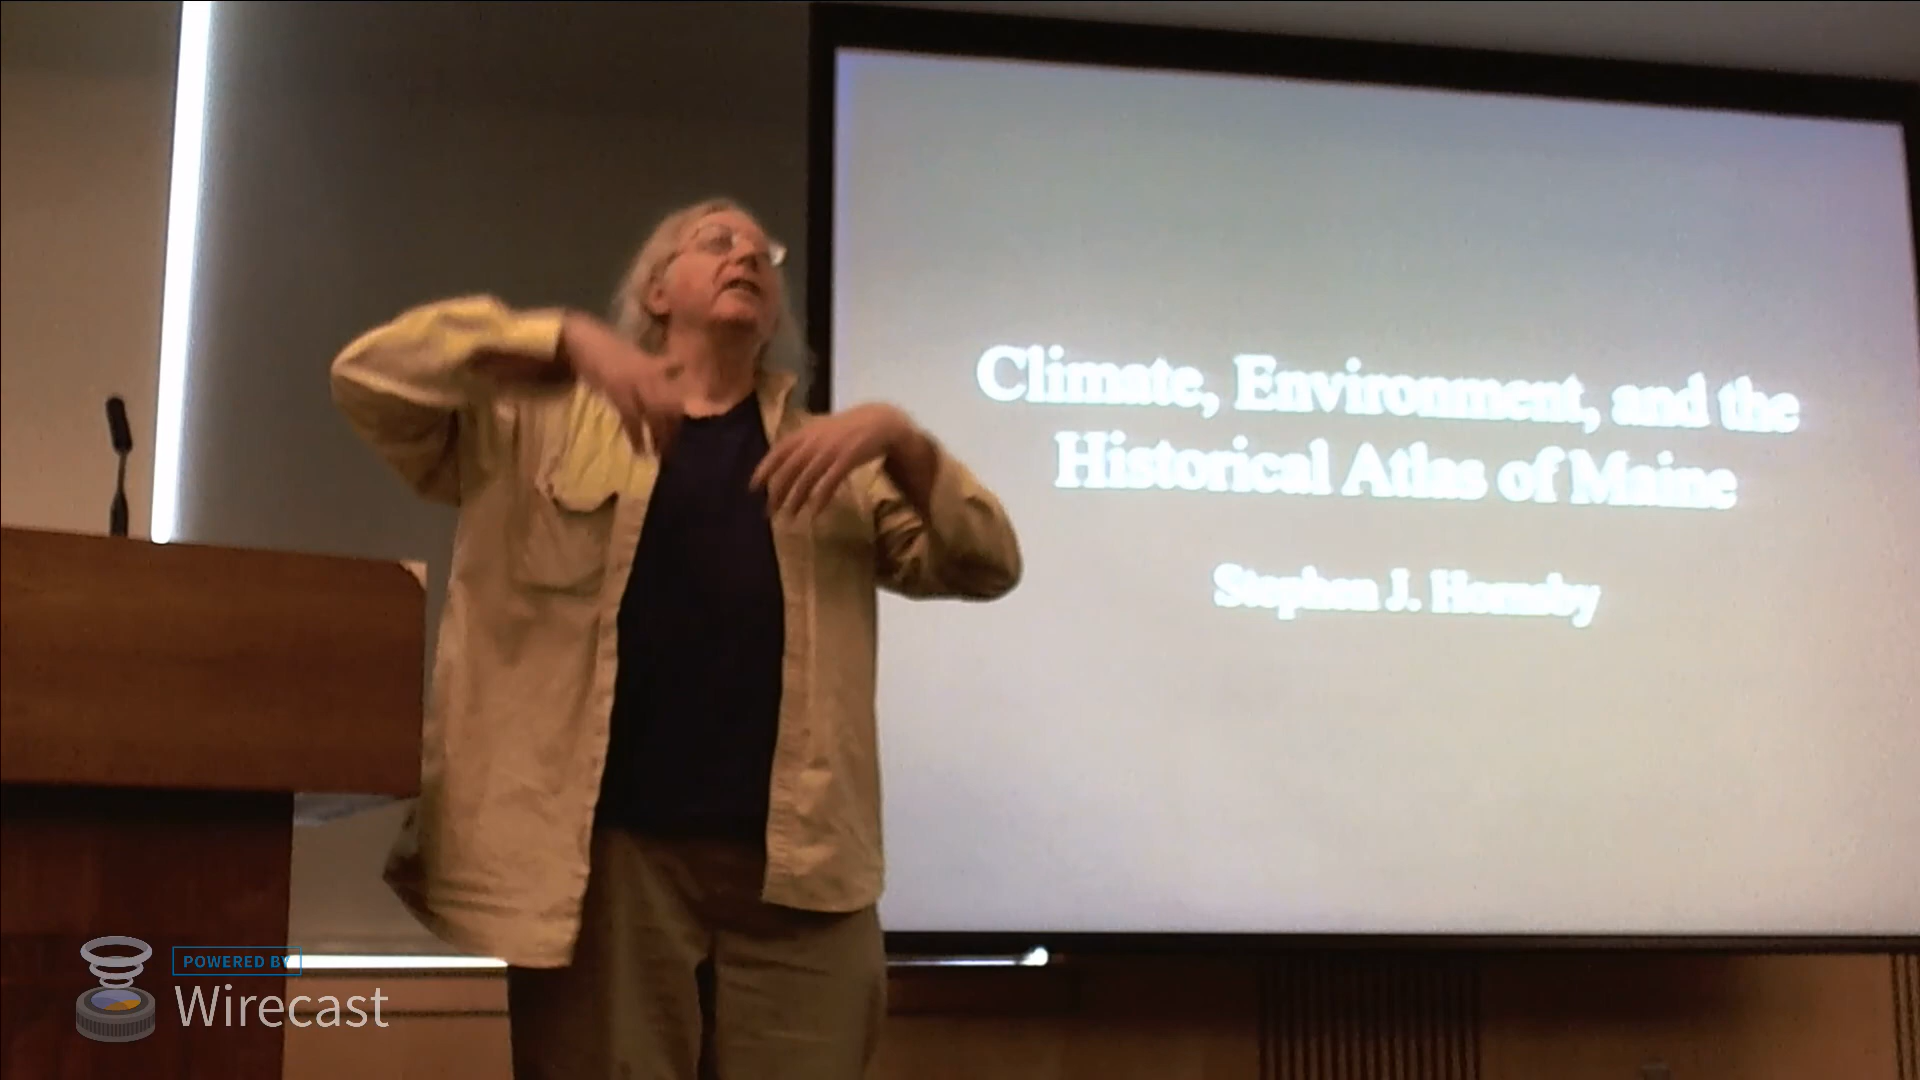 Climate, Environment, and the
Historical Atlas of Maine
Stephen J. Hornsby
POWERED BY
Wirecast